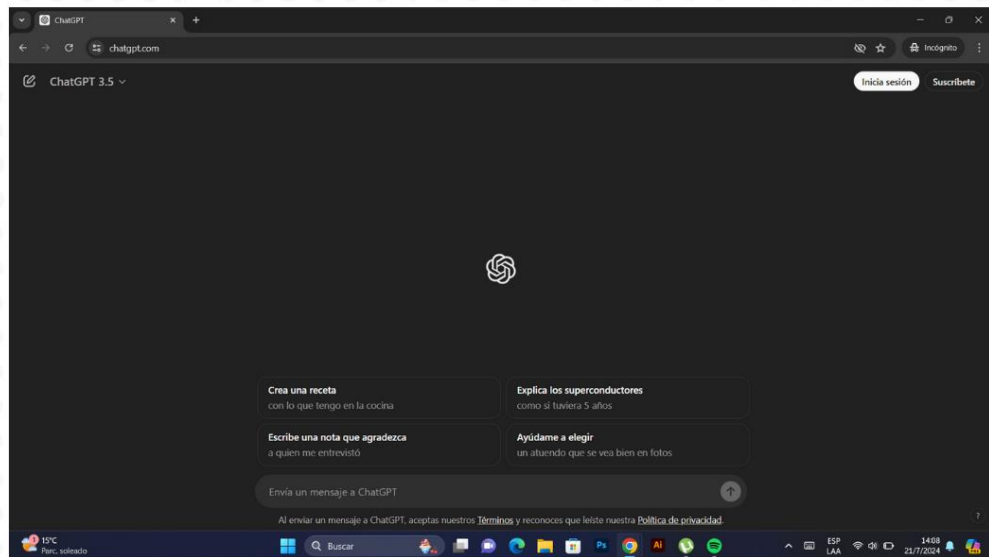 ChatGPT
chatgpt.com
Incógnito
ChatGPT 3.5
Inicia sesión
Suscríbete
Crea una receta
con lo que tengo en la cocina
Explica los superconductores
como si tuviera 5 años
Escribe una nota que agradezca
a quien me entrevistó
Ayúdame a elegir
un atuendo que se vea bien en fotos
Envía un mensaje a ChatGPT
Al enviar un mensaje a ChatGPT, aceptas nuestros Términos y reconoces que leíste nuestra Política de privacidad.
?
15°C
Parc. soleado
Buscar
Ps
Ai
ESP
LAA
14:08
21/7/2024